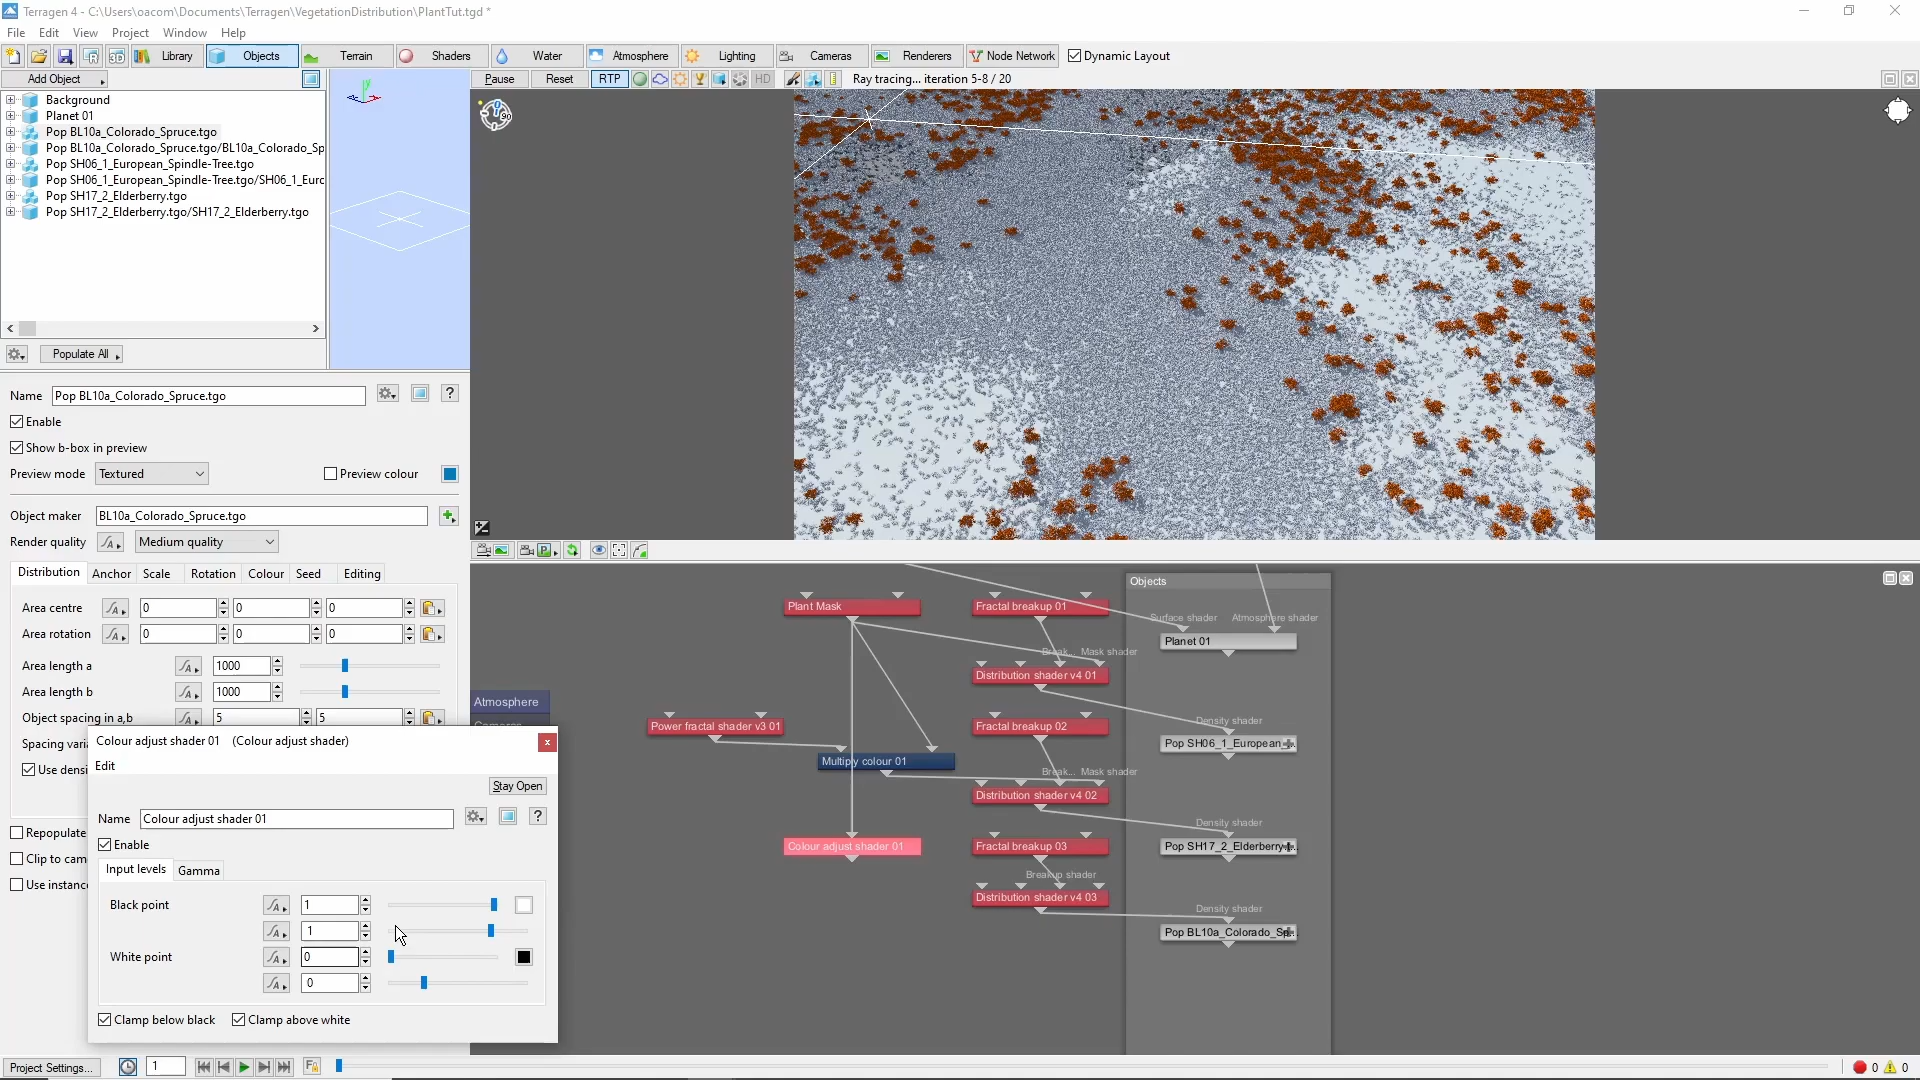 Terragen 4 - C:\Users\oacom\Documents\Terragen\VegetationDistribution\PlantTut.tgd *
File Edit View Project Window Help
Library Objects Terrain Shaders Water Atmosphere Lighting Cameras Renderers Node Network Dynamic Layout
Add Object Pause Reset RTP HD Ray tracing... iteration 5-8 / 20
Background
Planet 01
Pop BL10a_Colorado_Spruce.tgo
Pop BL10a_Colorado_Spruce.tgo/BL10a_Colorado_Sp
Pop SH06_1_European_Spindle-Tree.tgo
Pop SH06_1_European_Spindle-Tree.tgo/SH06_1_Euro
Pop SH17_2_Elderberry.tgo
Pop SH17_2_Elderberry.tgo/SH17_2_Elderberry.tgo
Populate All
Name Pop BL10a_Colorado_Spruce.tgo
Enable
Show b-box in preview
Preview mode Textured Preview colour
Object maker BL10a_Colorado_Spruce.tgo
Render quality Medium quality
Distribution Anchor Scale Rotation Colour Seed Editing
Area centre 0 0 0
Area rotation 0 0 0
Area length a 1000
Area length b 1000
Object spacing in a,b 5 5
Spacing vari
Use densi
Repopulate
Clip to cam
Use instanc
Colour adjust shader 01 (Colour adjust shader)
Edit
Stay Open
Name Colour adjust shader 01
Enable
Input levels Gamma
Black point 1
1
White point 0
0
Clamp below black Clamp above white
Atmosphere
Cameras
Plant Mask
Power fractal shader v3 01
Multiply colour 01
Colour adjust shader 01
Fractal breakup 01
Break... Mask shader
Distribution shader v4 01
Fractal breakup 02
Break... Mask shader
Distribution shader v4 02
Fractal breakup 03
Breakup shader
Distribution shader v4 03
Objects
Surface shader Atmosphere shader
Planet 01
Density shader
Pop SH06_1_European_...
Density shader
Pop SH17_2_Elderberry.t...
Density shader
Pop BL10a_Colorado_Sp...
Project Settings... 1
0 0